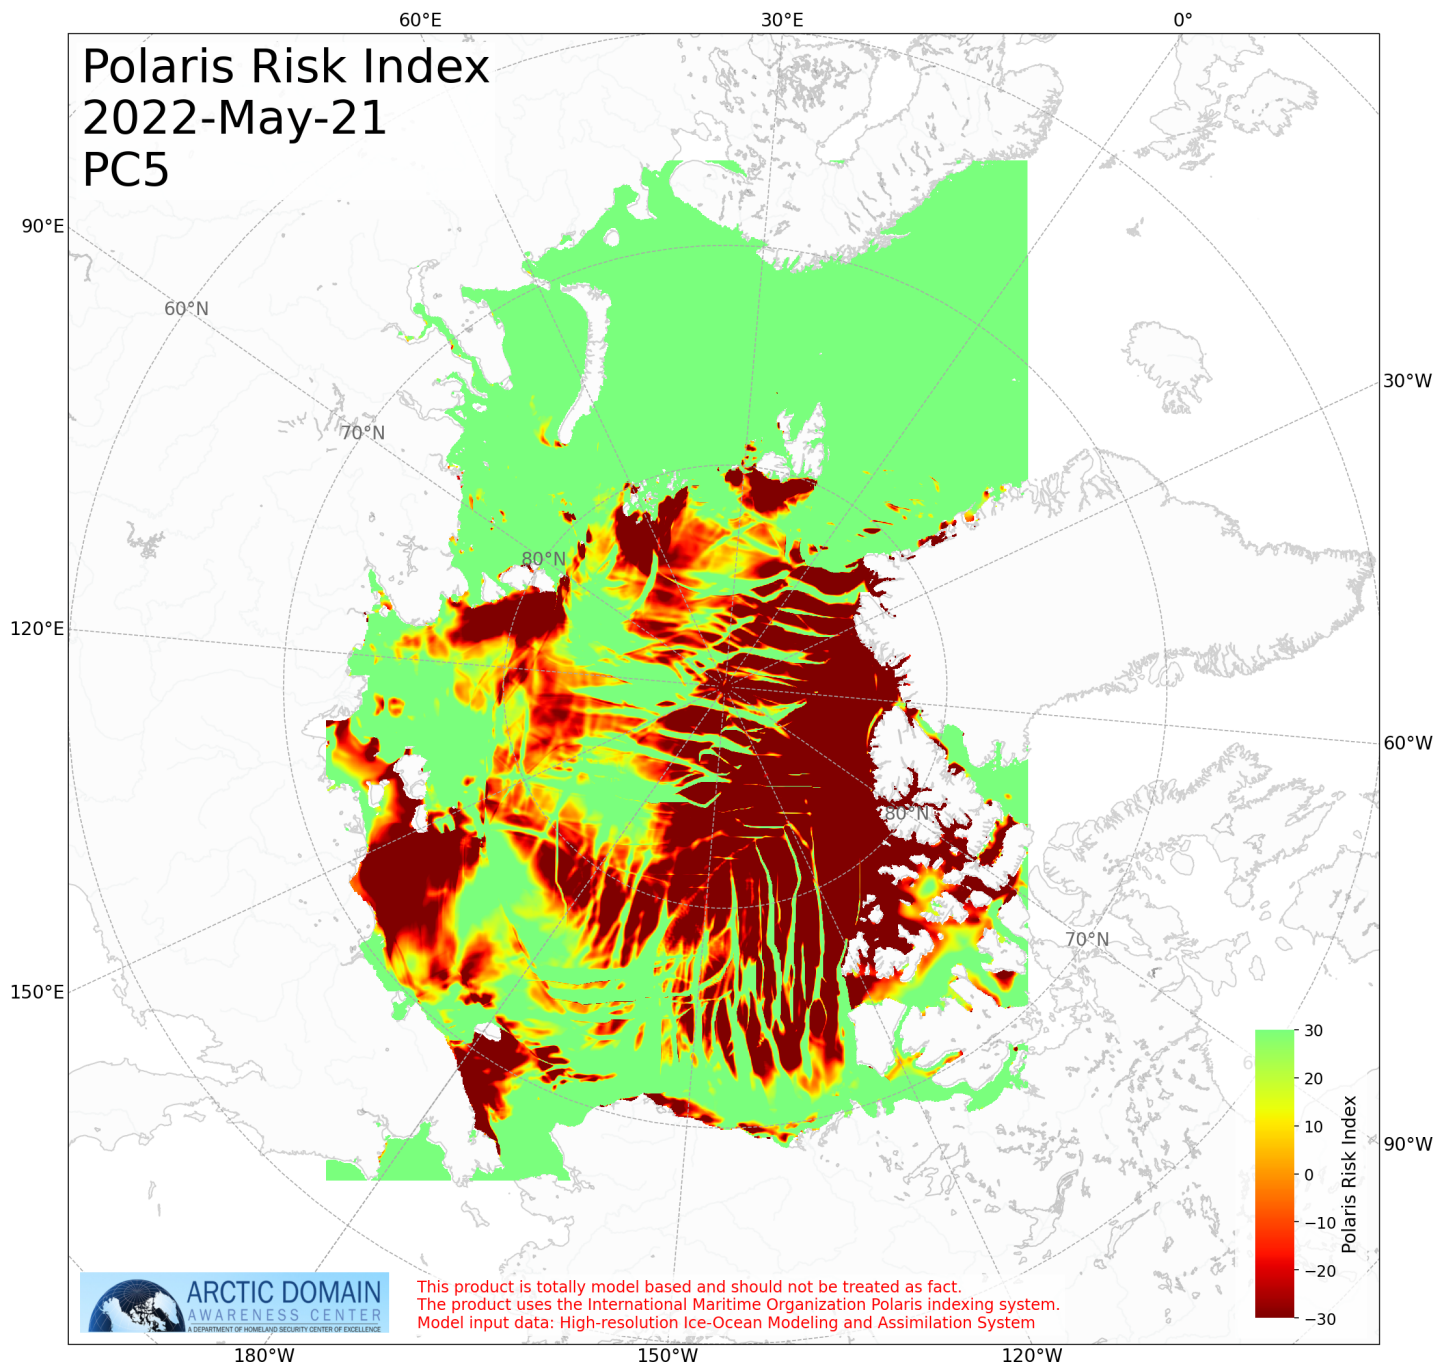 60°E 30°E 0°
Polaris Risk Index
2022-May-21
PC5
90°E
60°N
30°W
70°N
80°N
120°E
60°W
80°N
70°N
150°E
30
20
10
0
−10
−20
−30
Polaris Risk Index
90°W
ARCTIC DOMAIN
AWARENESS CENTER
A DEPARTMENT OF HOMELAND SECURITY CENTER OF EXCELLENCE
This product is totally model based and should not be treated as fact.
The product uses the International Maritime Organization Polaris indexing system.
Model input data: High-resolution Ice-Ocean Modeling and Assimilation System
180°W 150°W 120°W